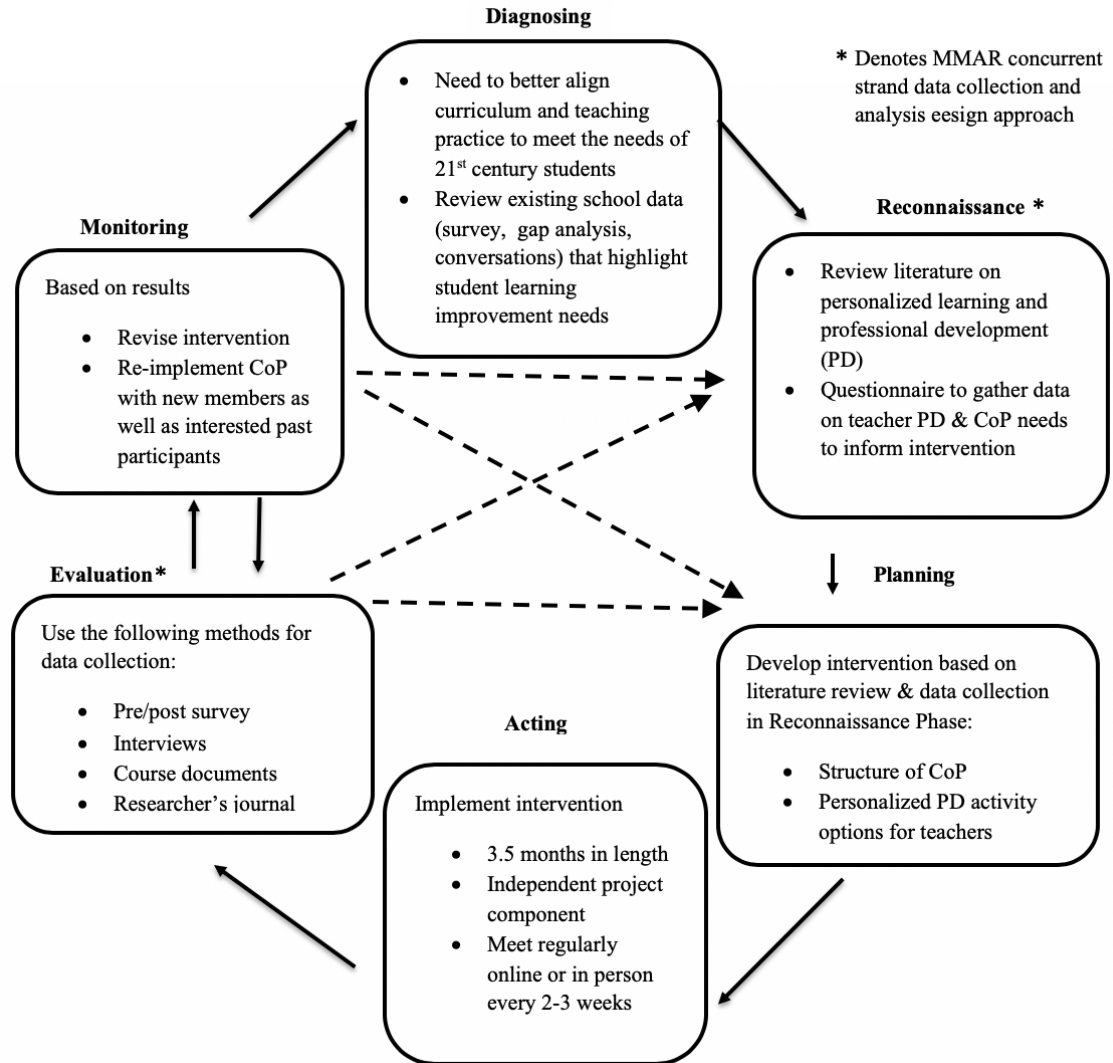 Diagnosing
• Need to better align
curriculum and teaching
practice to meet the needs of
21st century students
• Review existing school data
(survey, gap analysis,
conversations) that highlight
student learning
improvement needs
* Denotes MMAR concurrent
strand data collection and
analysis eesign approach
Reconnaissance *
• Review literature on
personalized learning and
professional development
(PD)
• Questionnaire to gather data
on teacher PD & CoP needs
to inform intervention
Planning
Develop intervention based on
literature review & data collection
in Reconnaissance Phase:
• Structure of CoP
• Personalized PD activity
options for teachers
Acting
Implement intervention
• 3.5 months in length
• Independent project
component
• Meet regularly
online or in person
every 2-3 weeks
Evaluation*
Use the following methods for
data collection:
• Pre/post survey
• Interviews
• Course documents
• Researcher’s journal
Monitoring
Based on results
• Revise intervention
• Re-implement CoP
with new members as
well as interested past
participants